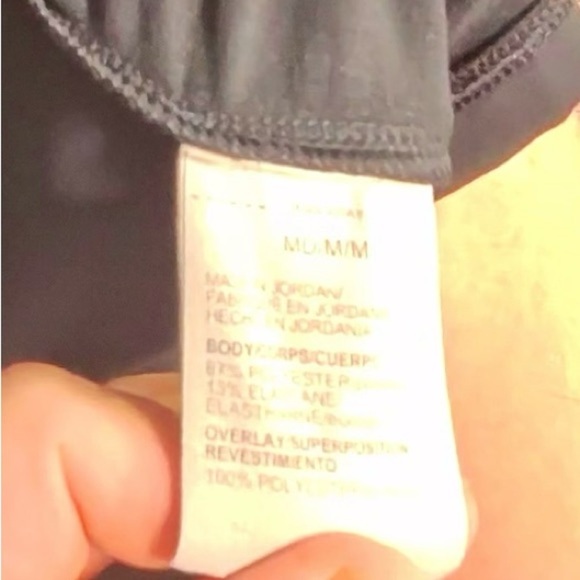 MD/M/M
MADE IN JORDAN/
FABRIQUÉ EN JORDANIE
HECHO EN JORDANIA
BODY/CORPS/CUERPO
87% POLYESTER
13% ELASTANE/
OVERLAY/SUPERPOSITION
REVESTIMIENTO
100% POLYESTER